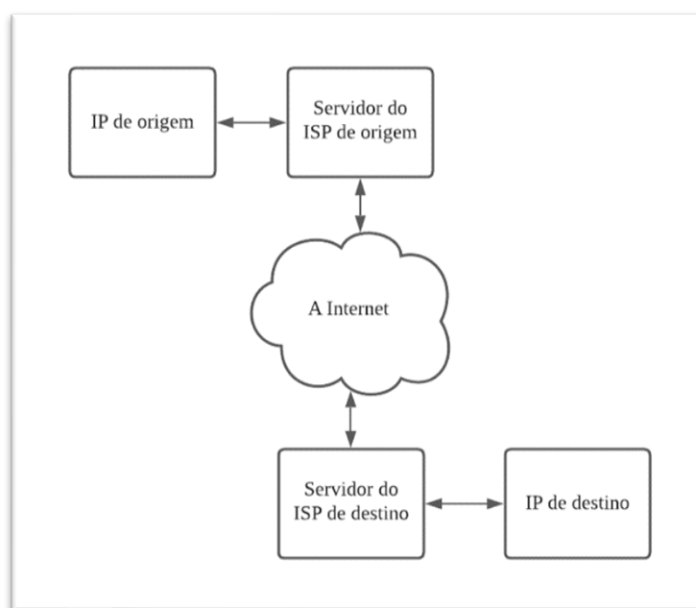 IP de origem
Servidor do
ISP de origem
A Internet
Servidor do
ISP de destino
IP de destino